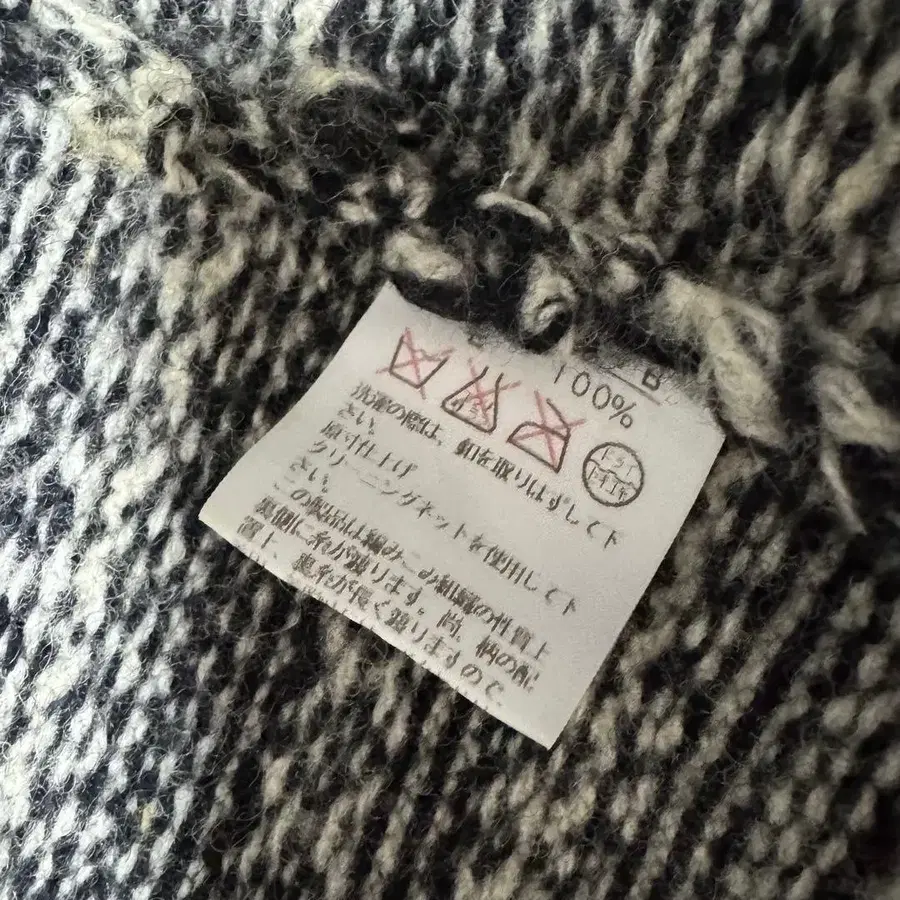 B
100%
洗濯の際は、釦を取りはずして下
さい。
原寸仕上げ
クリーニングネットを使用して下
さい。
この製品は編みこみ組織の性質上
裏側に糸が渡ります。尚、柄の配
置上、裏糸が長く渡りますので